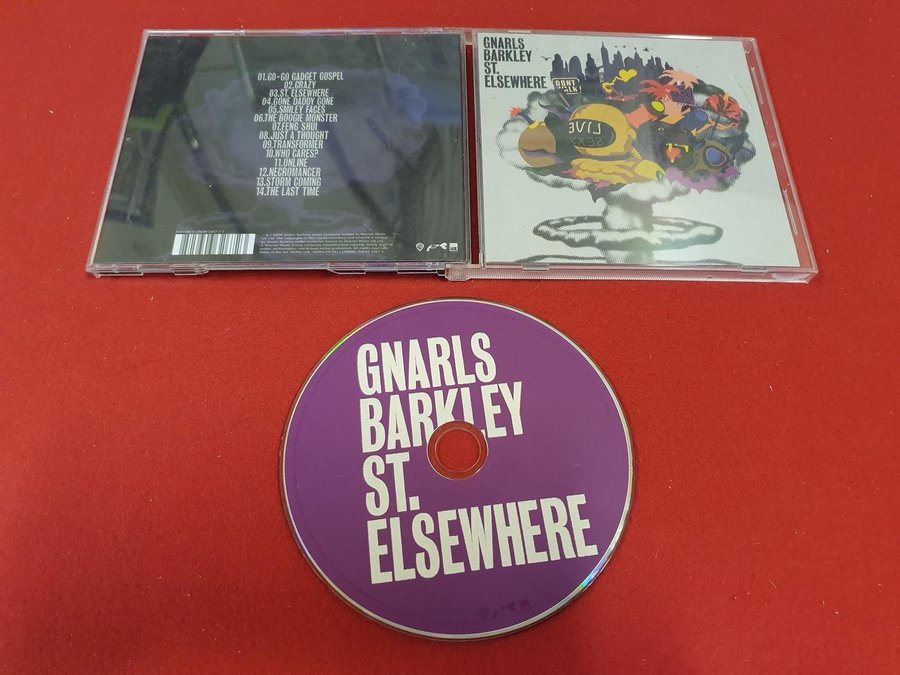 01.GO-GO GADGET GOSPEL
02.CRAZY
03.ST. ELSEWHERE
04.GONE DADDY GONE
05.SMILEY FACES
06.THE BOOGIE MONSTER
07.FENG SHUI
08.JUST A THOUGHT
09.TRANSFORMER
10.WHO CARES?
11.ONLINE
12.NECROMANCER
13.STORM COMING
14.THE LAST TIME
GNARLS
BARKLEY
ST.
ELSEWHERE
LIVE
GNARLS
BARKLEY
ST.
ELSEWHERE